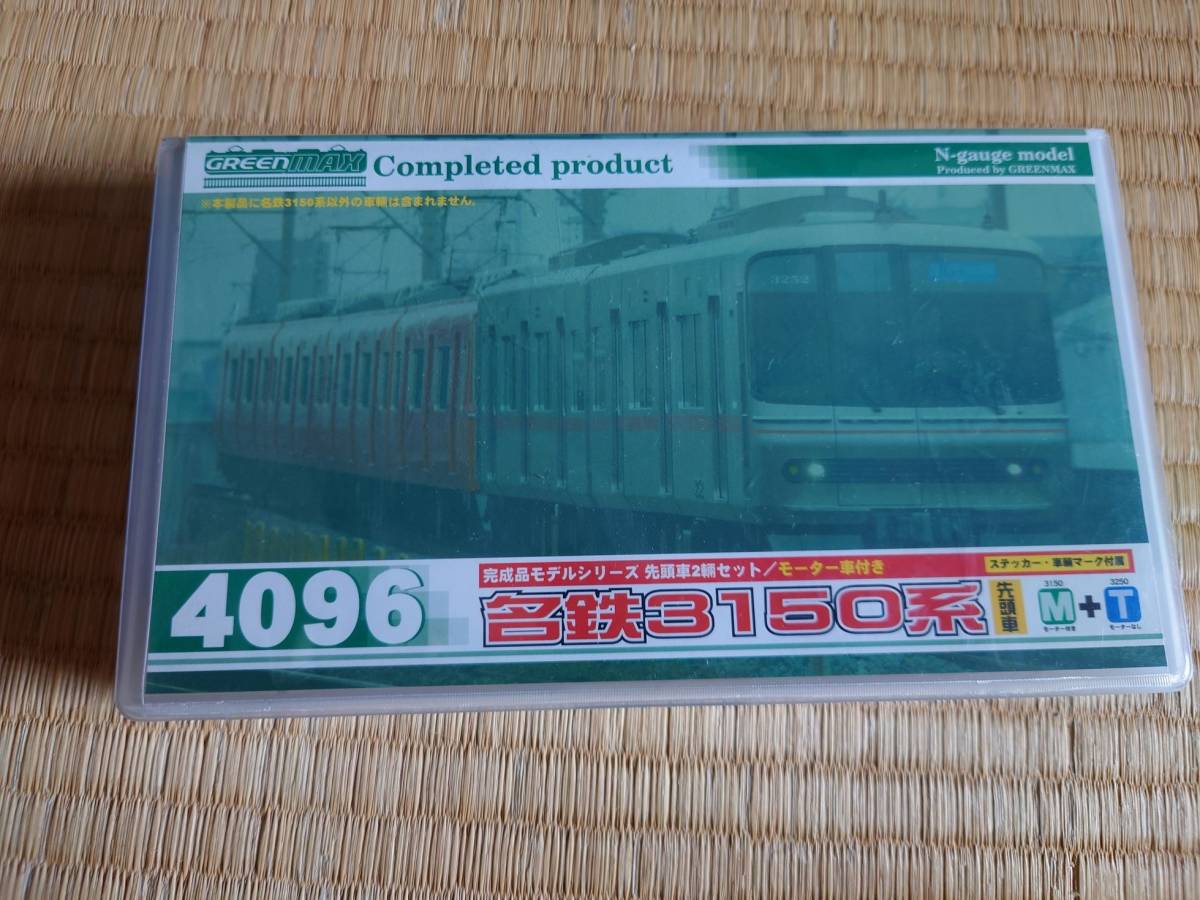 GREENMAX Completed product
N-gauge model
Produced by GREENMAX
※本製品に名鉄3150系以外の車輌は含まれません.
3252
4096
完成品モデルシリーズ 先頭車2輌セット／モーター車付き
ステッカー・車輌マーク付属
名鉄3150系
先頭車
3150
M
モーター付き
+
3250
T
モーターなし